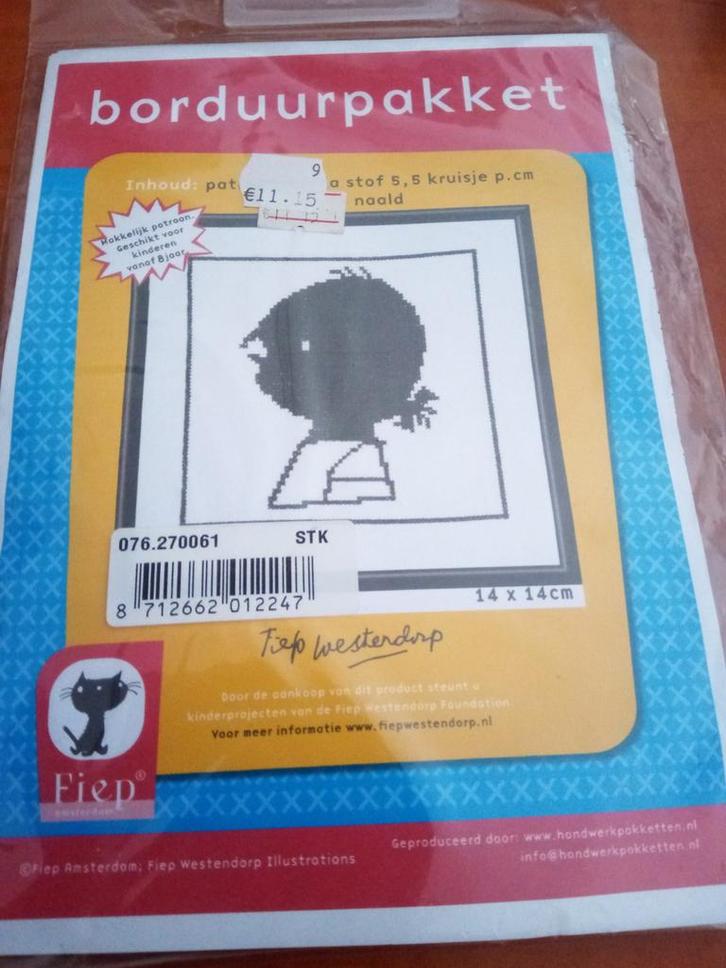 borduurpakket
Inhoud: pat a stof 5,5 kruisje p.cm
naald
9
€11.15
Makkelijk patroon.
Geschikt voor
kinderen
vanaf 8 jaar
076.270061 STK
8 712662 012247
14 x 14cm
Fiep Westendorp
Door de aankoop van dit product steunt u
kinderprojecten van de Fiep Westendorp Foundation
Voor meer informatie www.fiepwestendorp.nl
Fiep®
amsterdam
Geproduceerd door: www.handwerkpakketten.nl
info@handwerkpakketten.nl
©Fiep Amsterdam; Fiep Westendorp Illustrations